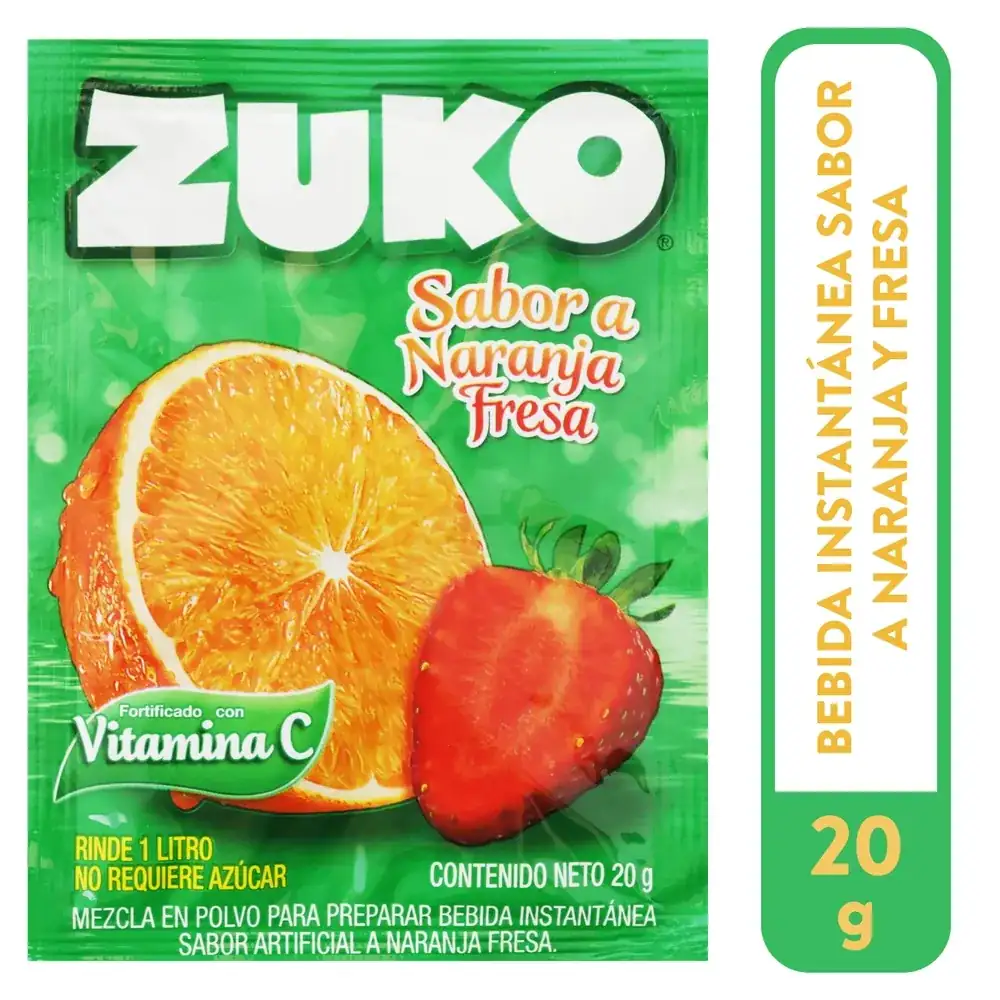 ZUKO®
Sabor a
Naranja
Fresa
Fortificado con
Vitamina C
RINDE 1 LITRO
NO REQUIERE AZÚCAR
CONTENIDO NETO 20 g
MEZCLA EN POLVO PARA PREPARAR BEBIDA INSTANTÁNEA
SABOR ARTIFICIAL A NARANJA FRESA.
BEBIDA INSTANTÁNEA SABOR
A NARANJA Y FRESA
20
g